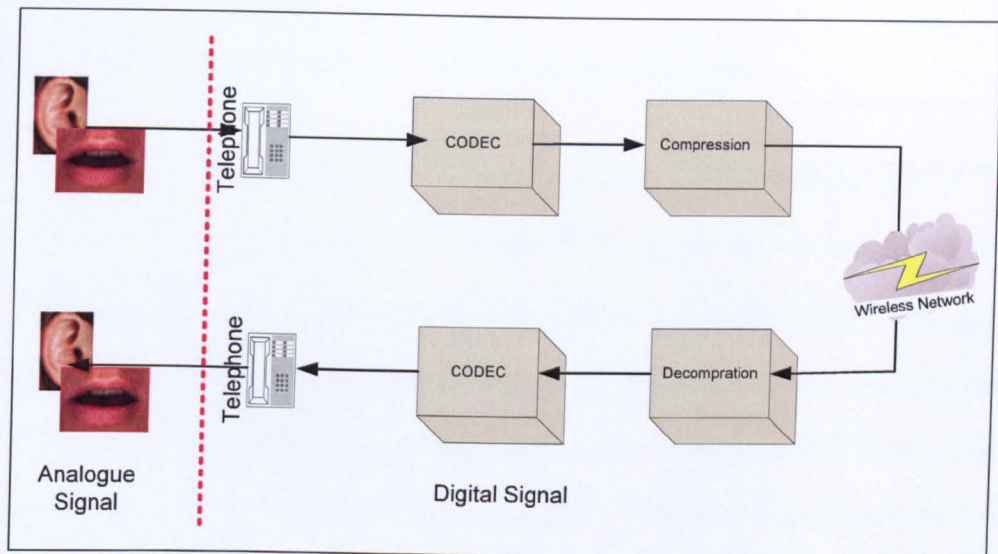 Telephone
CODEC
Compression
Wireless Network
Telephone
CODEC
Decompration
Analogue
Signal
Digital Signal